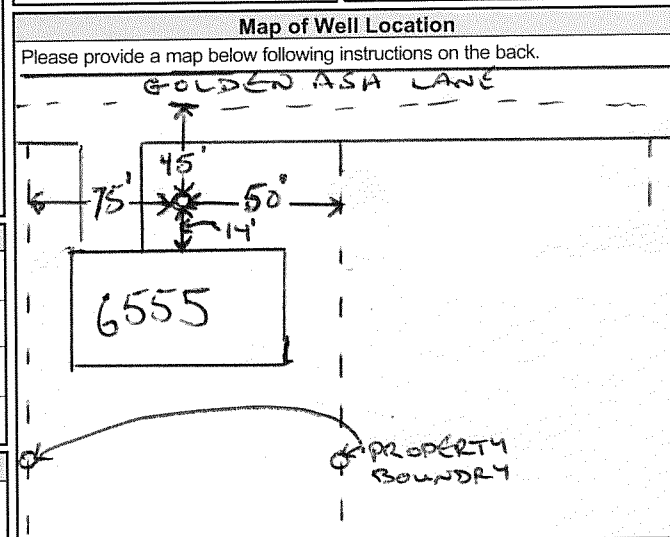 Map of Well Location
Please provide a map below following instructions on the back.
GOLDEN ASH LANE
45'
75'
50'
14'
6555
PROPERTY
BOUNDRY